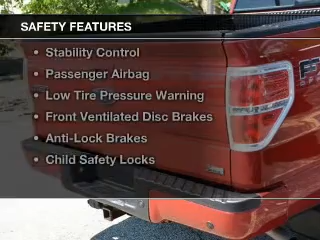 SAFETY FEATURES
• Stability Control
• Passenger Airbag
• Low Tire Pressure Warning
• Front Ventilated Disc Brakes
• Anti-Lock Brakes
• Child Safety Locks